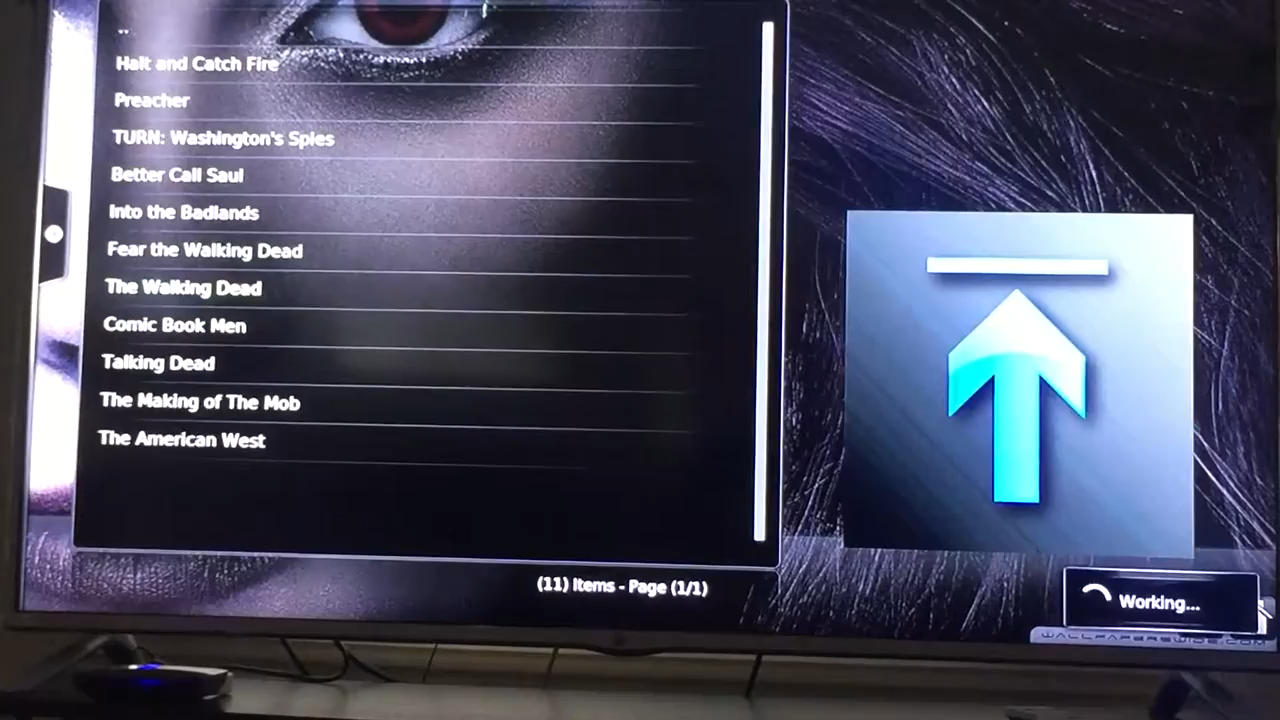 ..
Halt and Catch Fire
Preacher
TURN: Washington's Spies
Better Call Saul
Into the Badlands
Fear the Walking Dead
The Walking Dead
Comic Book Men
Talking Dead
The Making of The Mob
The American West
(11) Items - Page (1/1)
Working...
WALLPAPERSWIDE.COM